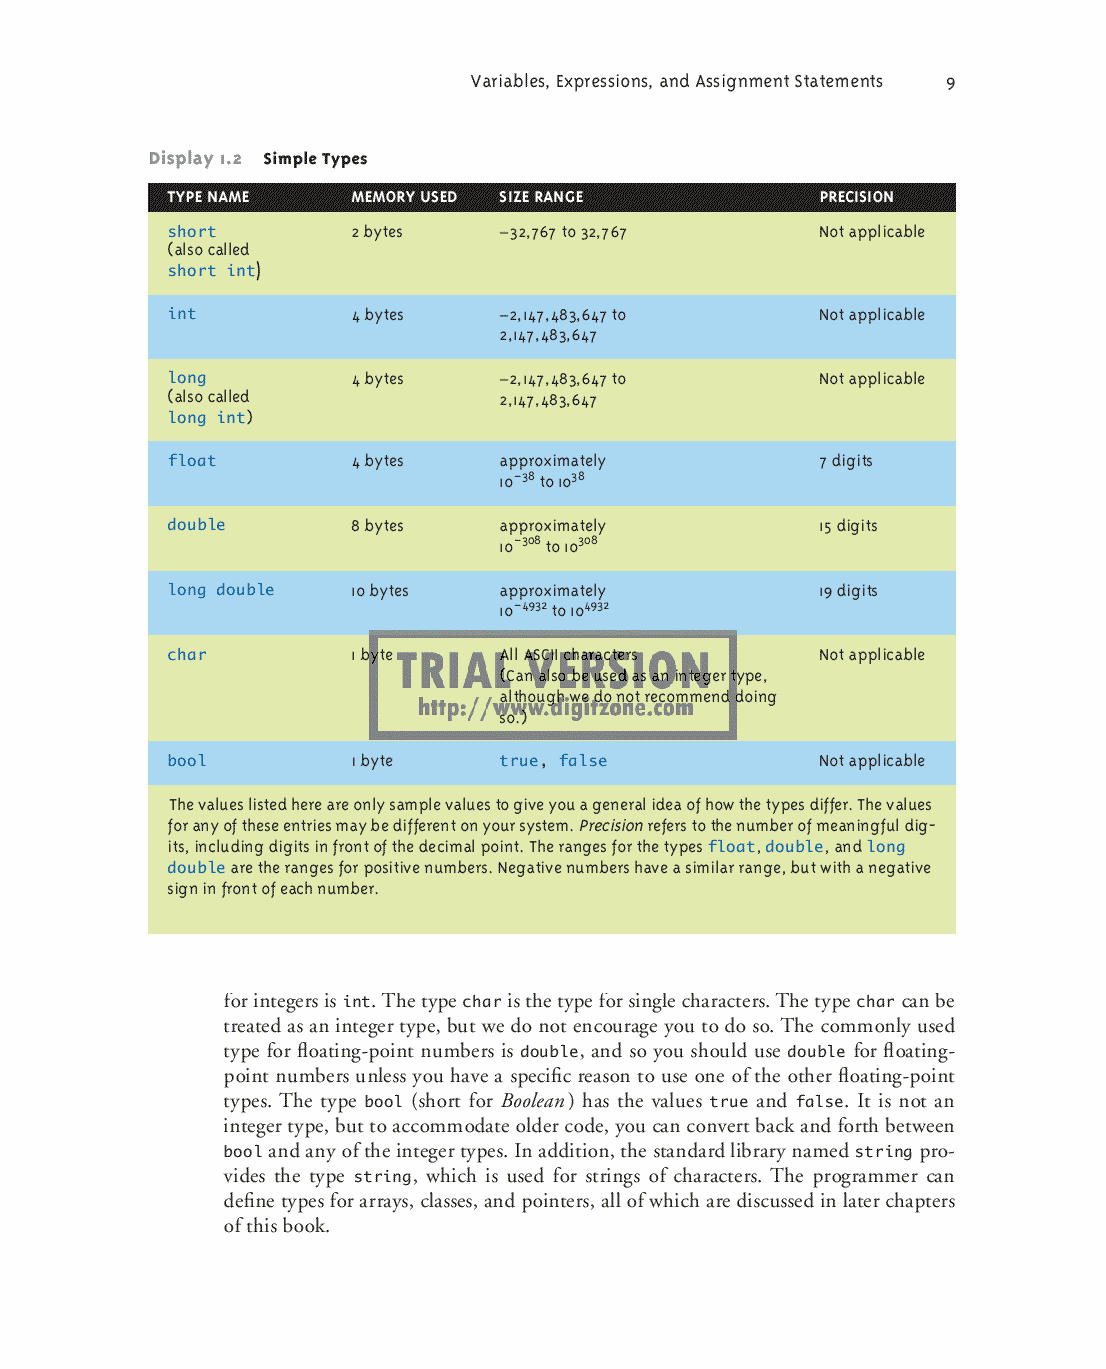 Variables, Expressions, and Assignment Statements 9
Display 1.2 Simple Types
TYPE NAME MEMORY USED SIZE RANGE PRECISION
short 2 bytes −32,767 to 32,767 Not applicable
(also called
short int)
int 4 bytes −2,147,483,647 to Not applicable
2,147,483,647
long 4 bytes −2,147,483,647 to Not applicable
(also called 2,147,483,647
long int)
float 4 bytes approximately 7 digits
10⁻³⁸ to 10³⁸
double 8 bytes approximately 15 digits
10⁻³⁰⁸ to 10³⁰⁸
long double 10 bytes approximately 19 digits
10⁻⁴⁹³² to 10⁴⁹³²
char 1 byte All ASCII characters Not applicable
(Can also be used as an integer type,
although we do not recommend doing
so.)
TRIAL VERSION
http://www.digitzone.com
bool 1 byte true, false Not applicable
The values listed here are only sample values to give you a general idea of how the types differ. The values
for any of these entries may be different on your system. Precision refers to the number of meaningful dig-
its, including digits in front of the decimal point. The ranges for the types float, double, and long
double are the ranges for positive numbers. Negative numbers have a similar range, but with a negative
sign in front of each number.
for integers is int. The type char is the type for single characters. The type char can be
treated as an integer type, but we do not encourage you to do so. The commonly used
type for floating-point numbers is double, and so you should use double for floating-
point numbers unless you have a specific reason to use one of the other floating-point
types. The type bool (short for Boolean) has the values true and false. It is not an
integer type, but to accommodate older code, you can convert back and forth between
bool and any of the integer types. In addition, the standard library named string pro-
vides the type string, which is used for strings of characters. The programmer can
define types for arrays, classes, and pointers, all of which are discussed in later chapters
of this book.